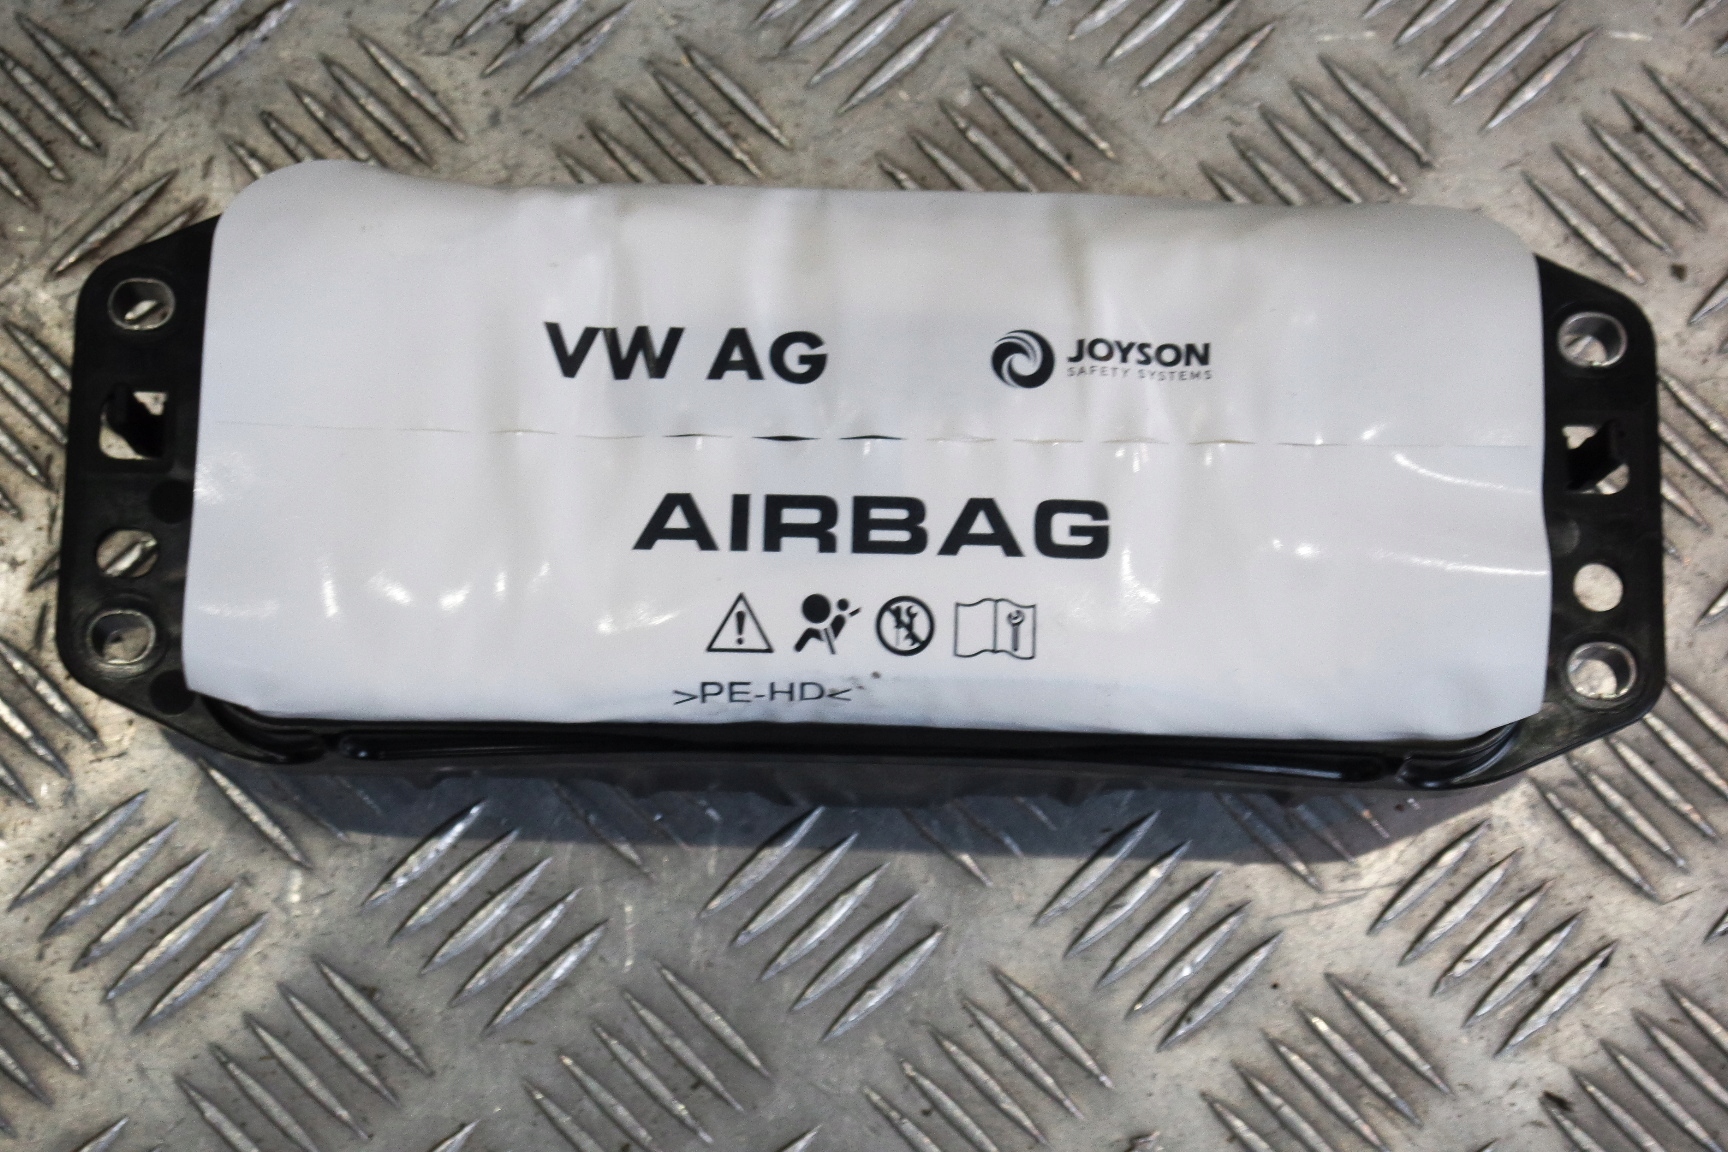 VW AG
JOYSON
SAFETY SYSTEMS
AIRBAG
>PE-HD<